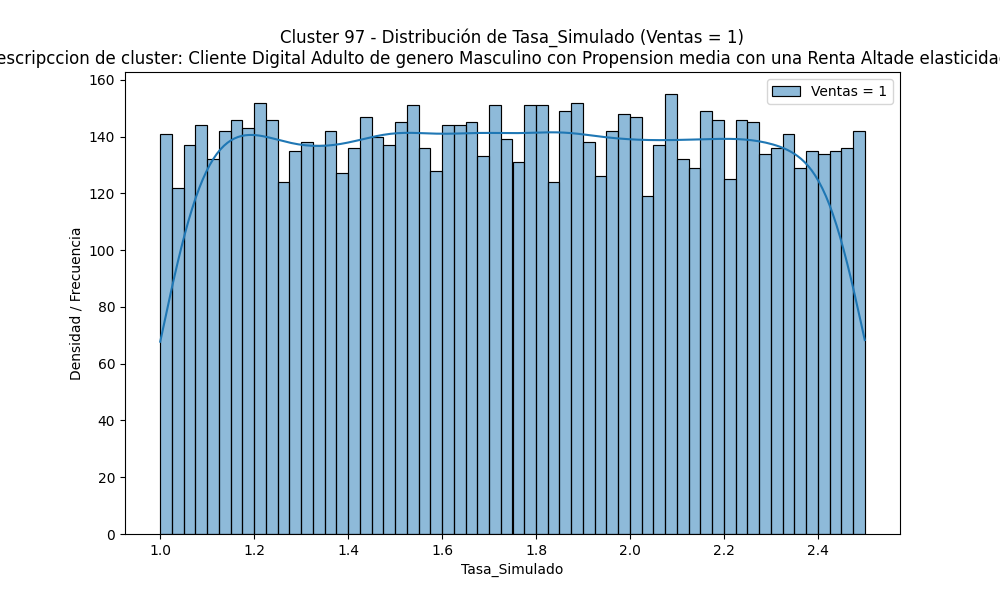 Cluster 97 - Distribución de Tasa_Simulado (Ventas = 1)
escripccion de cluster: Cliente Digital Adulto de genero Masculino con Propension media con una Renta Altade elasticida
Ventas = 1
160
140
120
100
80
60
40
20
0
Densidad / Frecuencia
1.0 1.2 1.4 1.6 1.8 2.0 2.2 2.4
Tasa_Simulado